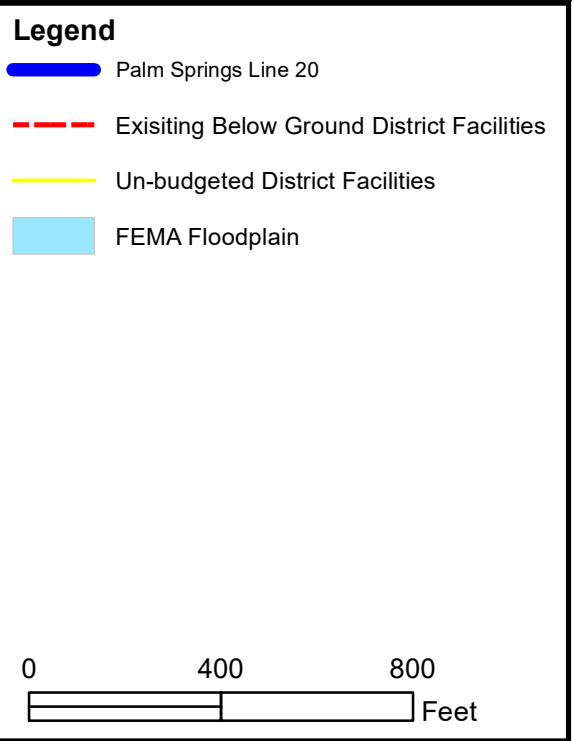 Legend
Palm Springs Line 20
Exisiting Below Ground District Facilities
Un-budgeted District Facilities
FEMA Floodplain
0 400 800
Feet